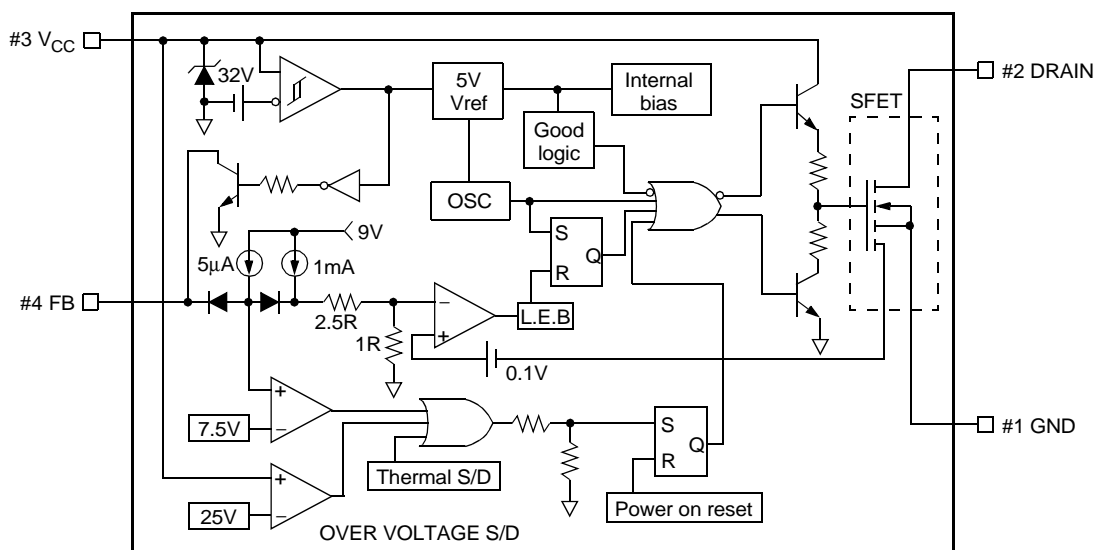 #3 VCC
32V
5V
Vref
Internal
bias
#2 DRAIN
SFET
Good
logic
OSC
9V
5μA
1mA
S
R
Q
#4 FB
2.5R
1R
−
+
L.E.B
0.1V
+
−
7.5V
Thermal S/D
S
R
Q
#1 GND
+
−
25V
Power on reset
OVER VOLTAGE S/D